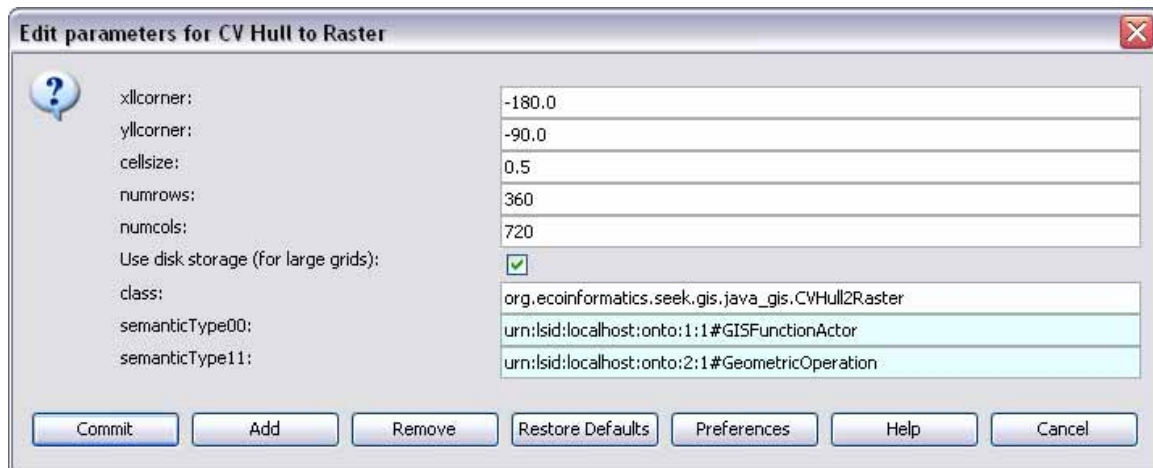 Edit parameters for CV Hull to Raster
xllcorner: -180.0
yllcorner: -90.0
cellsize: 0.5
numrows: 360
numcols: 720
Use disk storage (for large grids):
class: org.ecoinformatics.seek.gis.java_gis.CVHull2Raster
semanticType00: urn:lsid:localhost:onto:1:1#GISFunctionActor
semanticType11: urn:lsid:localhost:onto:2:1#GeometricOperation
Commit Add Remove Restore Defaults Preferences Help Cancel